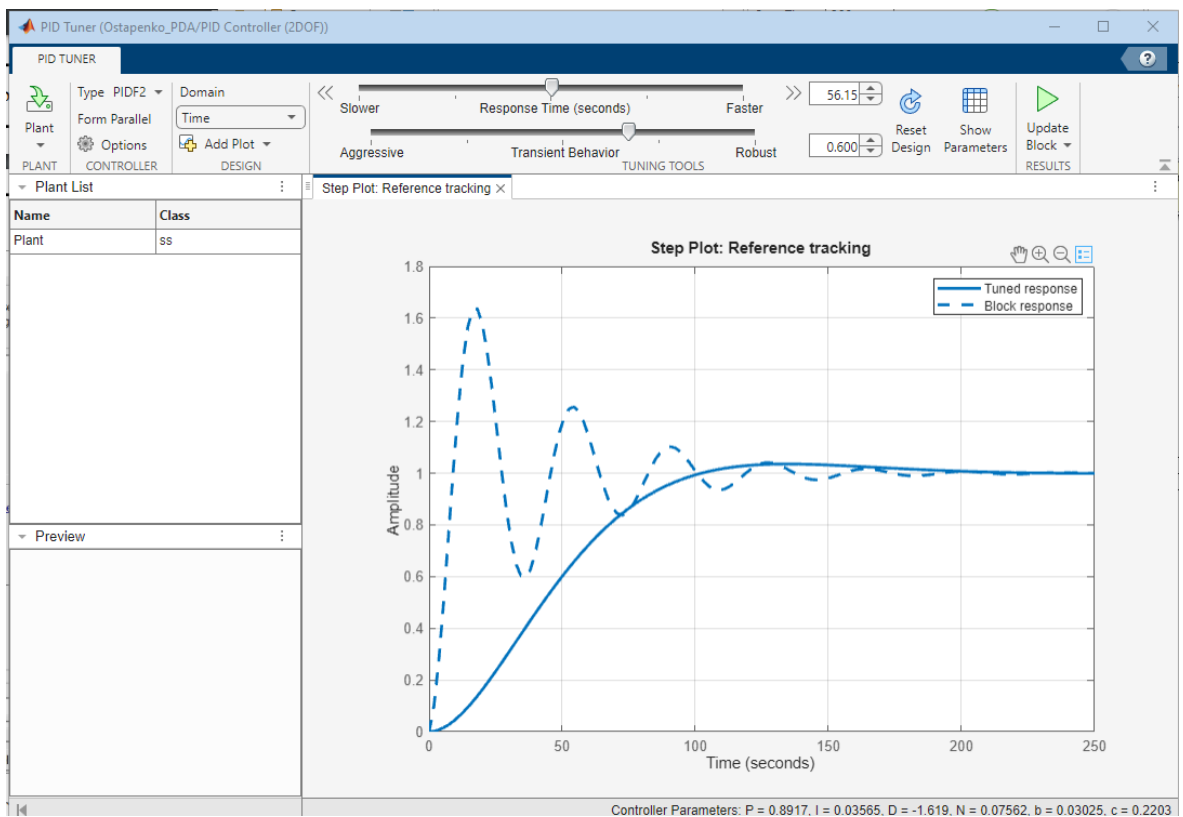 PID Tuner (Ostapenko_PDA/PID Controller (2DOF))
PID TUNER
?
Plant
Type PIDF2
Form Parallel
Options
Domain
Time
Add Plot
Slower Response Time (seconds) Faster
56.15
Aggressive Transient Behavior Robust
0.600
Reset
Design
Show
Parameters
Update
Block
PLANT CONTROLLER DESIGN TUNING TOOLS RESULTS
Plant List
Name Class
Plant ss
Preview
Step Plot: Reference tracking
Step Plot: Reference tracking
Tuned response
Block response
1.8
1.6
1.4
1.2
1
0.8
0.6
0.4
0.2
0
Amplitude
0 50 100 150 200 250
Time (seconds)
Controller Parameters: P = 0.8917, I = 0.03565, D = -1.619, N = 0.07562, b = 0.03025, c = 0.2203